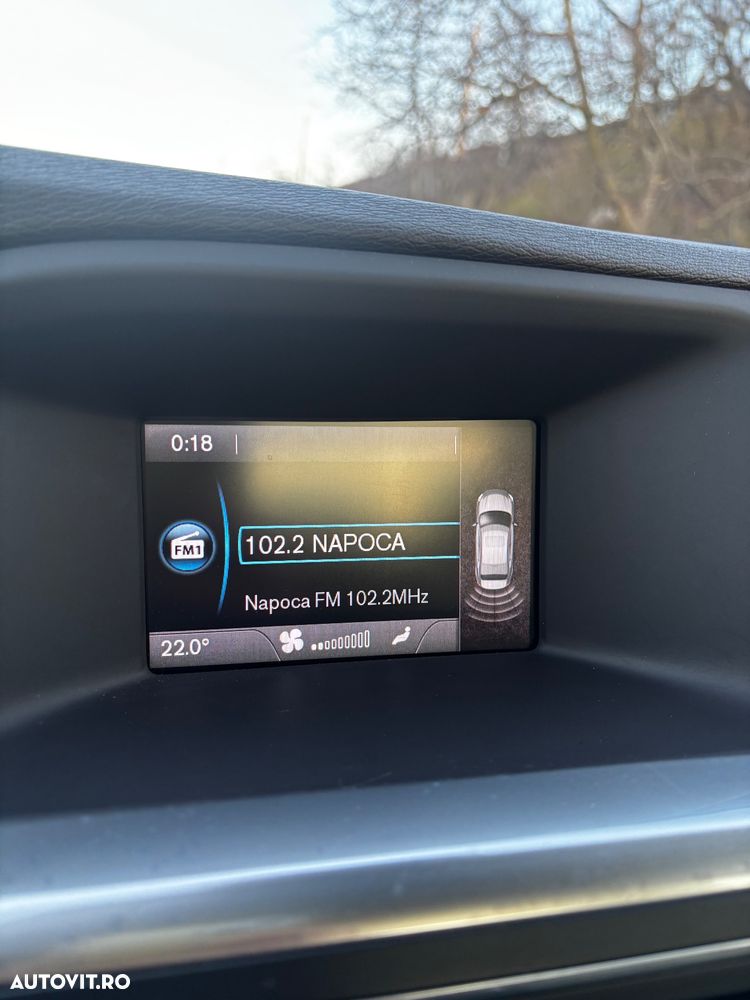 0:18
FM1
102.2 NAPOCA
Napoca FM 102.2MHz
22.0°
AUTOVIT.RO